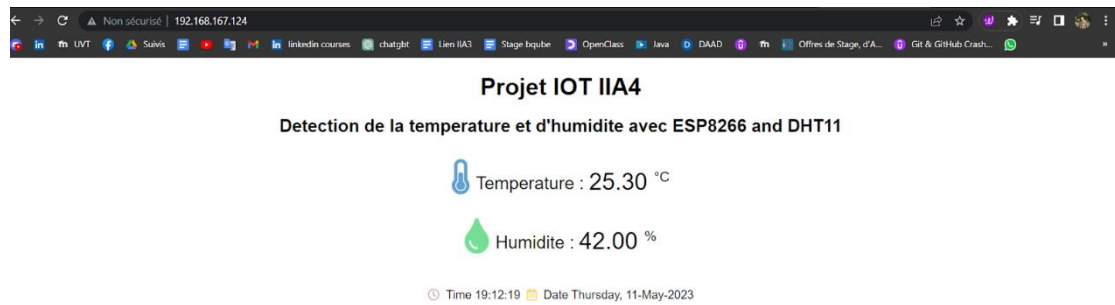 Non sécurisé | 192.168.167.124
in m UVT Suivis in linkedin courses chatgbt Lien IIA3 Stage bqube OpenClass Java D DAAD m Offres de Stage, d'A... Git & GitHub Crash... »
Projet IOT IIA4
Detection de la temperature et d'humidite avec ESP8266 and DHT11
Temperature : 25.30 °C
Humidite : 42.00 %
Time 19:12:19 Date Thursday, 11-May-2023